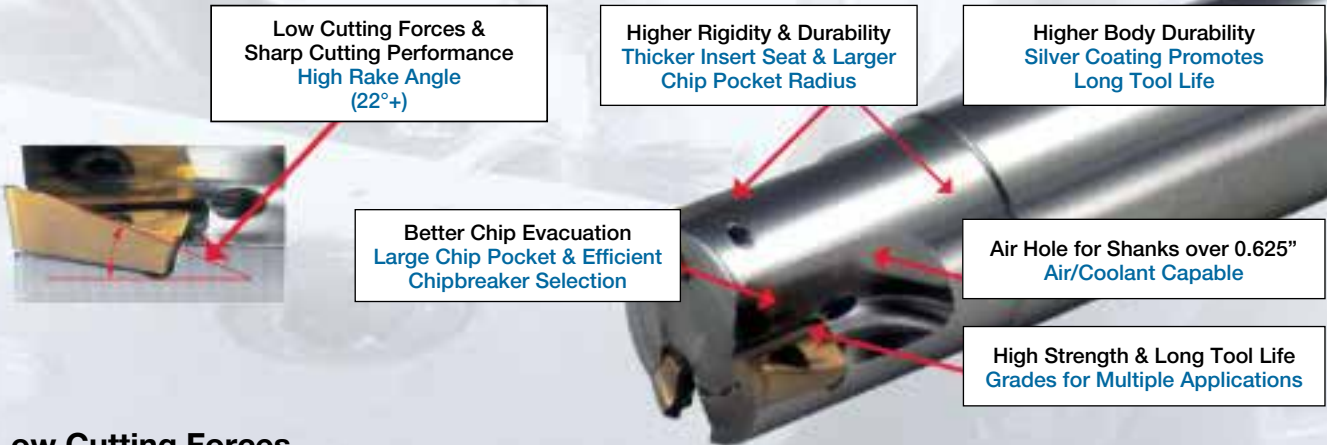 Low Cutting Forces &
Sharp Cutting Performance
High Rake Angle
(22°+)
Higher Rigidity & Durability
Thicker Insert Seat & Larger
Chip Pocket Radius
Higher Body Durability
Silver Coating Promotes
Long Tool Life
Better Chip Evacuation
Large Chip Pocket & Efficient
Chipbreaker Selection
Air Hole for Shanks over 0.625”
Air/Coolant Capable
High Strength & Long Tool Life
Grades for Multiple Applications
ow Cutting Forces